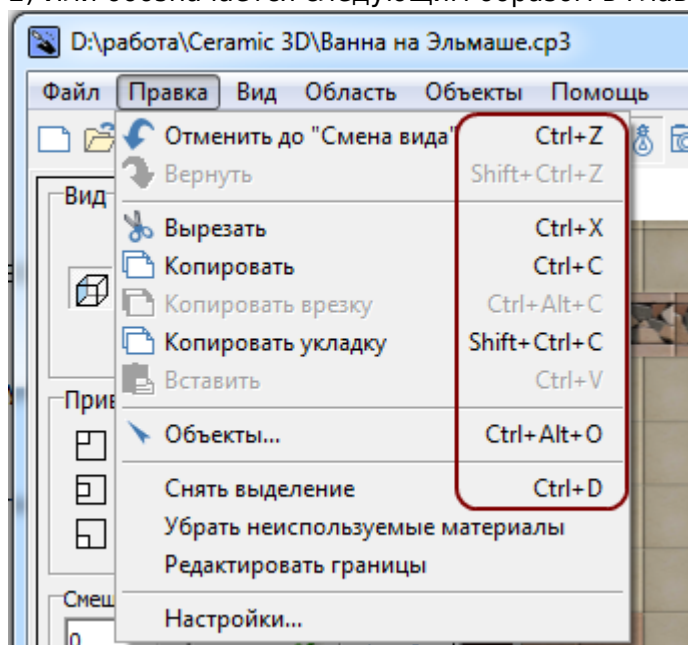 D:\работа\Ceramic 3D\Ванна на Эльмаше.cp3
Файл Правка Вид Область Объекты Помощь
Отменить до "Смена вида" Ctrl+Z
Вернуть Shift+Ctrl+Z
Вид
Вырезать Ctrl+X
Копировать Ctrl+C
Копировать врезку Ctrl+Alt+C
Копировать укладку Shift+Ctrl+C
Вставить Ctrl+V
Объекты... Ctrl+Alt+O
Снять выделение Ctrl+D
Убрать неиспользуемые материалы
Редактировать границы
Настройки...
0